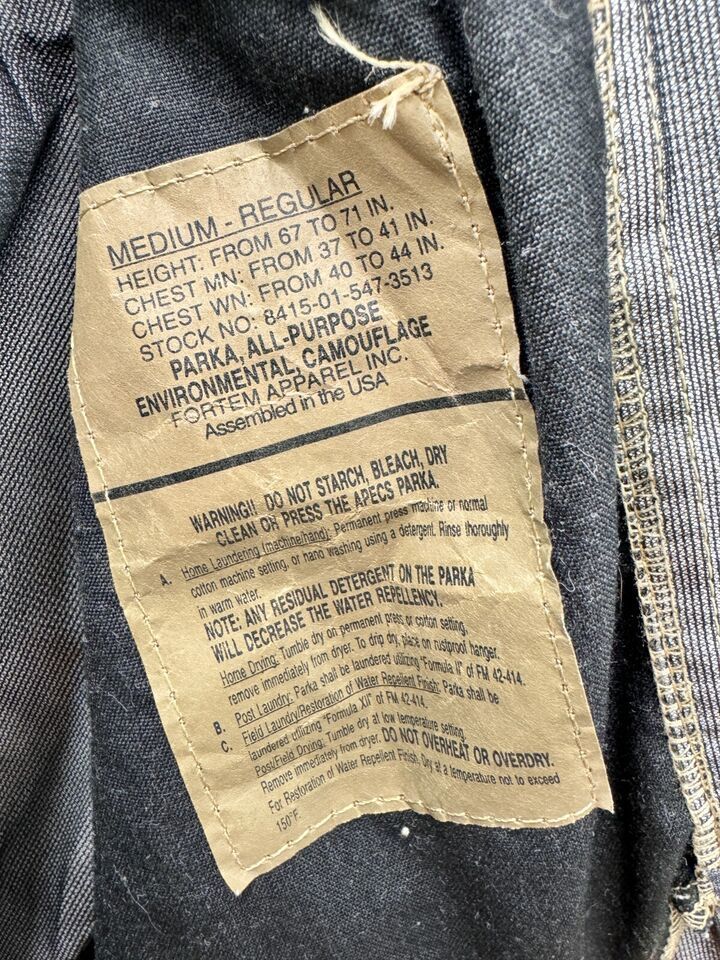 MEDIUM - REGULAR
HEIGHT: FROM 67 TO 71 IN.
CHEST MN: FROM 37 TO 41 IN.
CHEST WN: FROM 40 TO 44 IN.
STOCK NO: 8415-01-547-3513
PARKA, ALL-PURPOSE
ENVIRONMENTAL, CAMOUFLAGE
FORTEM APPAREL INC.
Assembled in the USA
WARNING!! DO NOT STARCH, BLEACH, DRY
CLEAN OR PRESS THE APECS PARKA.
A. Home Laundering (machine/hand): Permanent press machine or normal
cotton machine setting, or hand washing using a detergent. Rinse thoroughly
in warm water.
NOTE: ANY RESIDUAL DETERGENT ON THE PARKA
WILL DECREASE THE WATER REPELLENCY.
Home Drying: Tumble dry on permanent press or cotton setting,
remove immediately from dryer. To drip dry, place on rustproof hanger.
B. Post Laundry: Parka shall be laundered utilizing "Formula II" of FM 42-414.
C. Field Laundry/Restoration of Water Repellent Finish: Parka shall be
laundered utilizing "Formula XII" of FM 42-414.
Post/Field Drying: Tumble dry at low temperature setting.
Remove immediately from dryer. DO NOT OVERHEAT OR OVERDRY.
For Restoration of Water Repellent Finish, Dry at a temperature not to exceed
150°F.